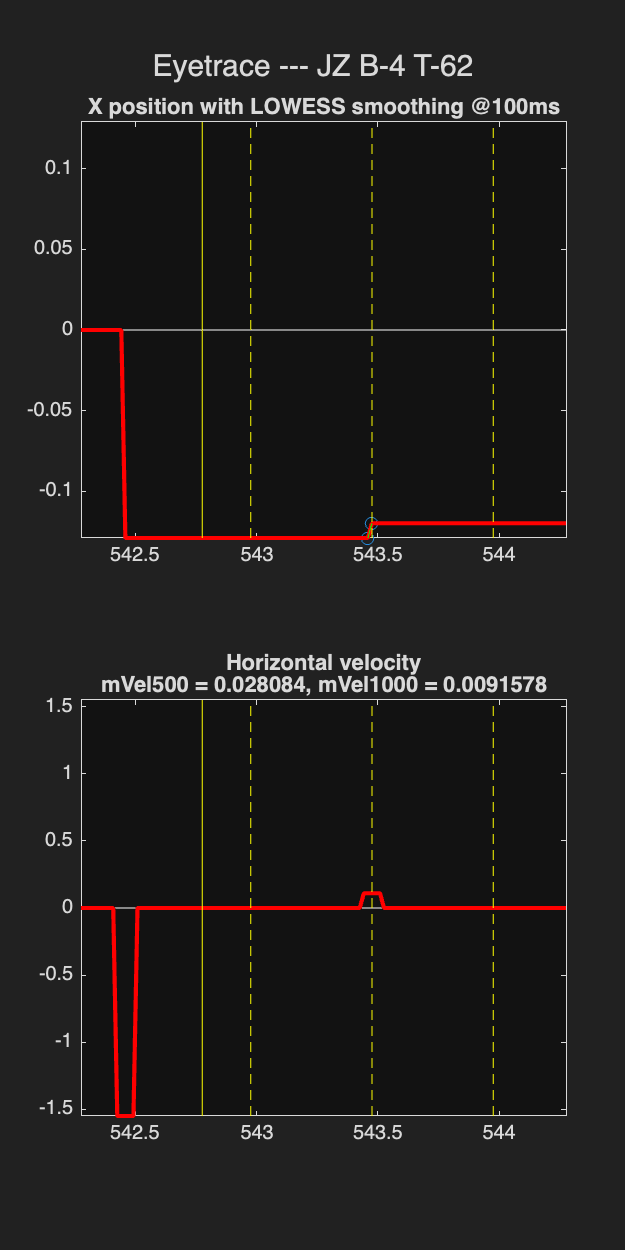 Eyetrace --- JZ B-4 T-62
X position with LOWESS smoothing @100ms
0.1
0.05
0
-0.05
-0.1
542.5 543 543.5 544
Horizontal velocity
mVel500 = 0.028084, mVel1000 = 0.0091578
1.5
1
0.5
0
-0.5
-1
-1.5
542.5 543 543.5 544